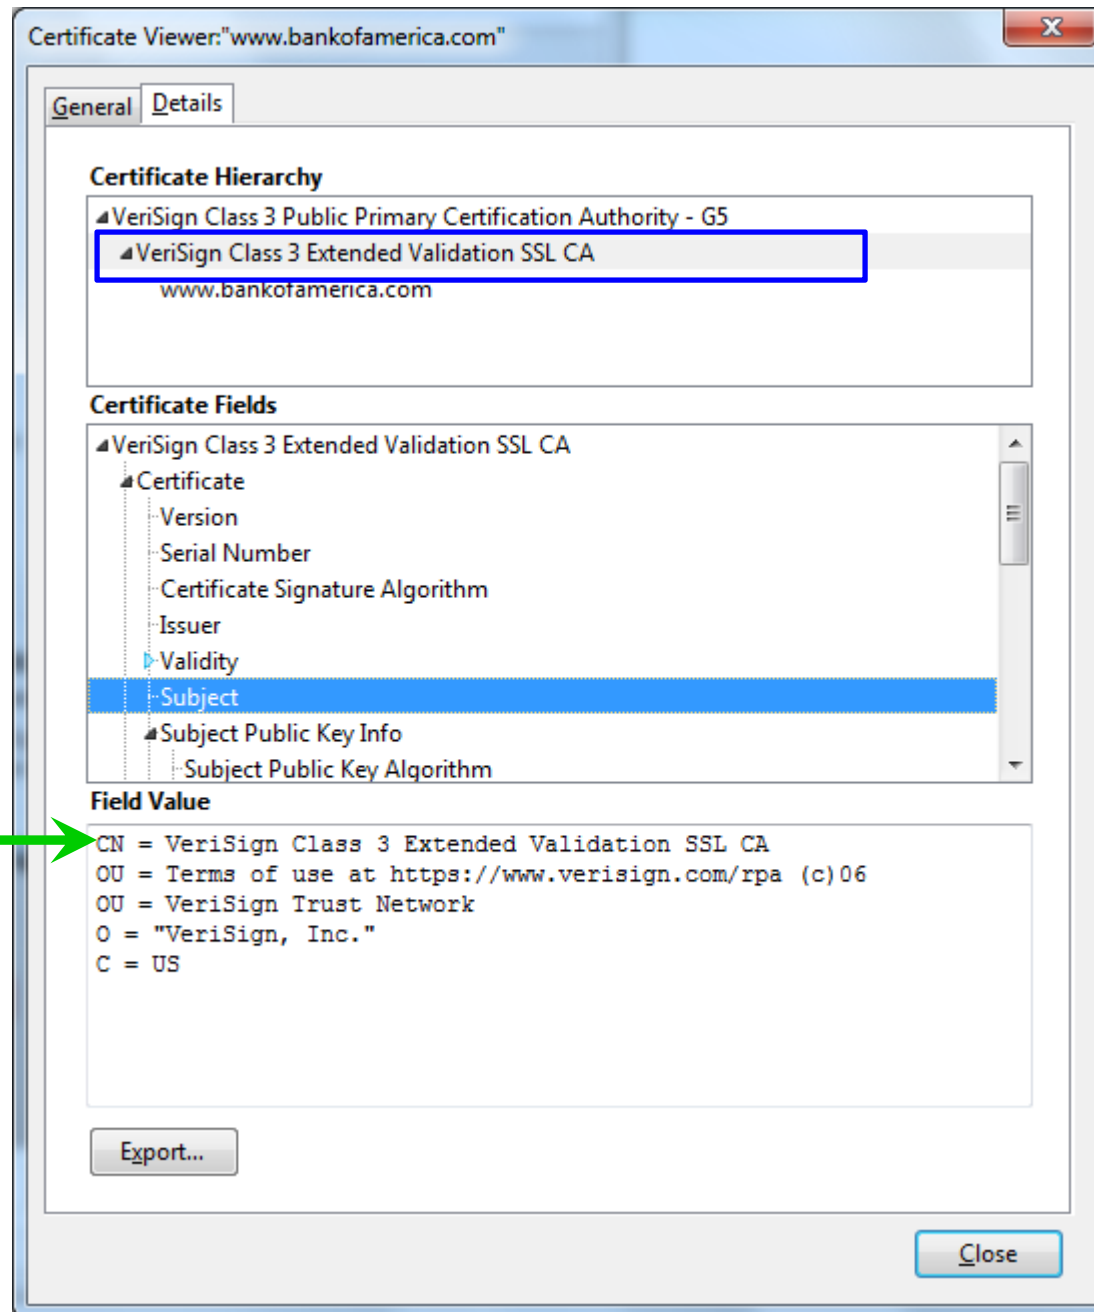 Certificate Viewer:"www.bankofamerica.com"
General Details
Certificate Hierarchy
VeriSign Class 3 Public Primary Certification Authority - G5
VeriSign Class 3 Extended Validation SSL CA
www.bankofamerica.com
Certificate Fields
VeriSign Class 3 Extended Validation SSL CA
Certificate
Version
Serial Number
Certificate Signature Algorithm
Issuer
Validity
Subject
Subject Public Key Info
Subject Public Key Algorithm
Field Value
CN = VeriSign Class 3 Extended Validation SSL CA
OU = Terms of use at https://www.verisign.com/rpa (c)06
OU = VeriSign Trust Network
O = "VeriSign, Inc."
C = US
Export...
Close